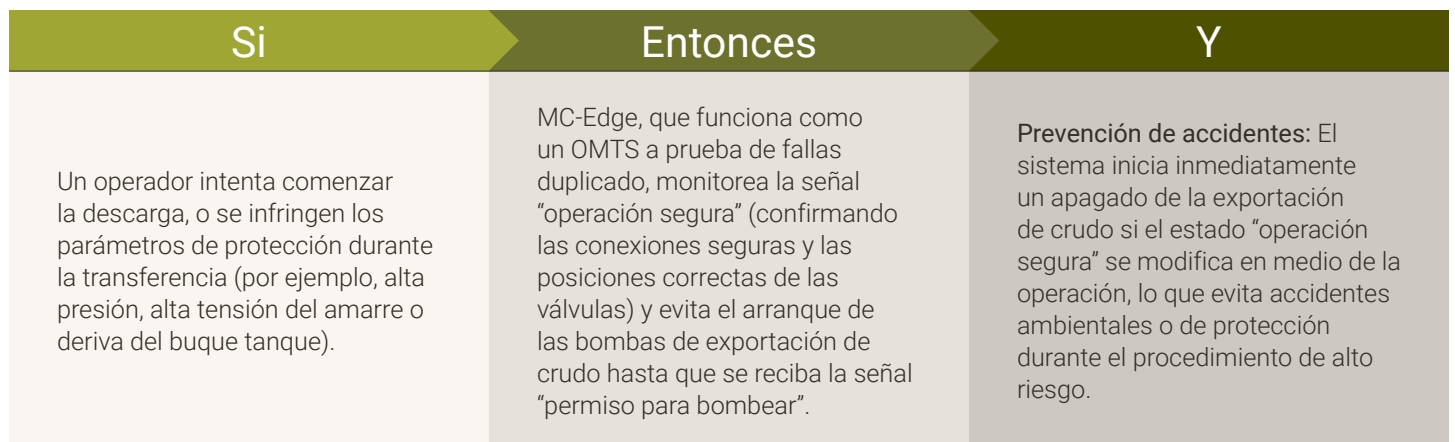 Si
Entonces
Y
Un operador intenta comenzar
la descarga, o se infringen los
parámetros de protección durante
la transferencia (por ejemplo, alta
presión, alta tensión del amarre o
deriva del buque tanque).
MC-Edge, que funciona como
un OMTS a prueba de fallas
duplicado, monitorea la señal
“operación segura” (confirmando
las conexiones seguras y las
posiciones correctas de las
válvulas) y evita el arranque de
las bombas de exportación de
crudo hasta que se reciba la señal
“permiso para bombear”.
Prevención de accidentes: El
sistema inicia inmediatamente
un apagado de la exportación
de crudo si el estado “operación
segura” se modifica en medio de la
operación, lo que evita accidentes
ambientales o de protección
durante el procedimiento de alto
riesgo.